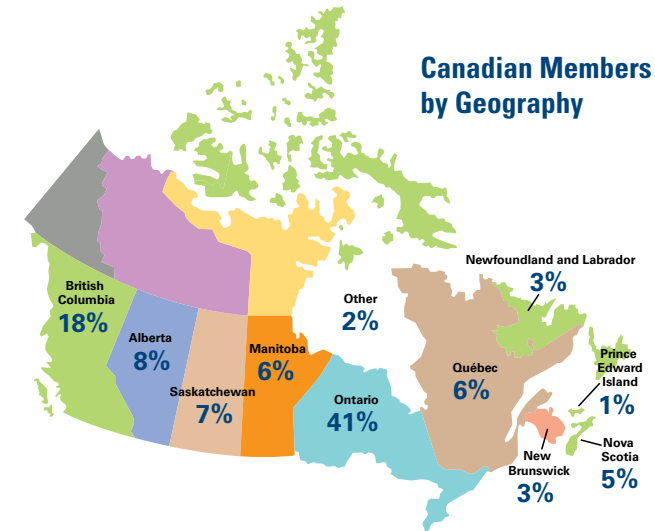 Canadian Members
by Geography
Newfoundland and Labrador
3%
British
Columbia
18%
Other
2%
Alberta
8%
Manitoba
6%
Saskatchewan
7%
Ontario
41%
Québec
6%
Prince
Edward
Island
1%
New
Brunswick
3%
Nova
Scotia
5%